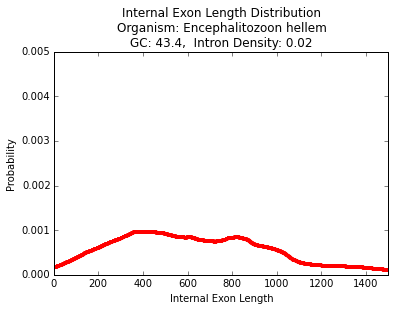 Internal Exon Length Distribution
Organism: Encephalitozoon hellem
GC: 43.4,  Intron Density: 0.02
0.005
0.004
0.003
0.002
0.001
0.000
Probability
0 200 400 600 800 1000 1200 1400
Internal Exon Length